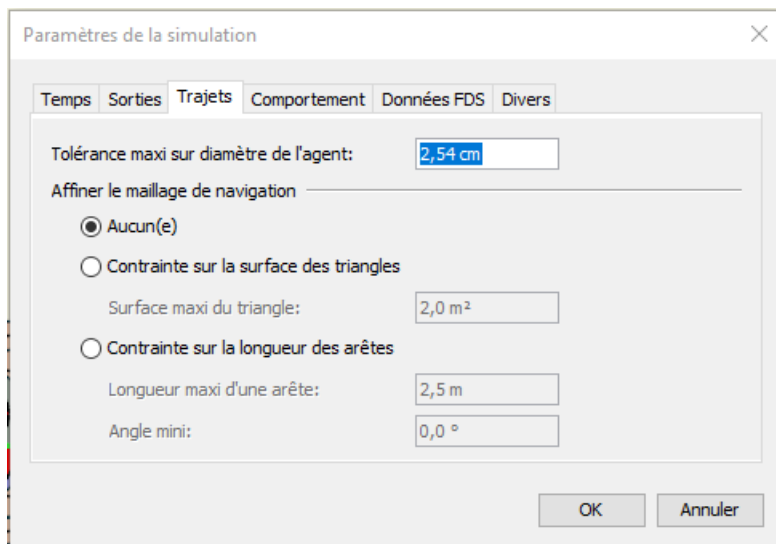 Paramètres de la simulation
Temps Sorties Trajets Comportement Données FDS Divers
Tolérance maxi sur diamètre de l'agent: 2,54 cm
Affiner le maillage de navigation
Aucun(e)
Contrainte sur la surface des triangles
Surface maxi du triangle: 2,0 m²
Contrainte sur la longueur des arêtes
Longueur maxi d'une arête: 2,5 m
Angle mini: 0,0 °
OK Annuler